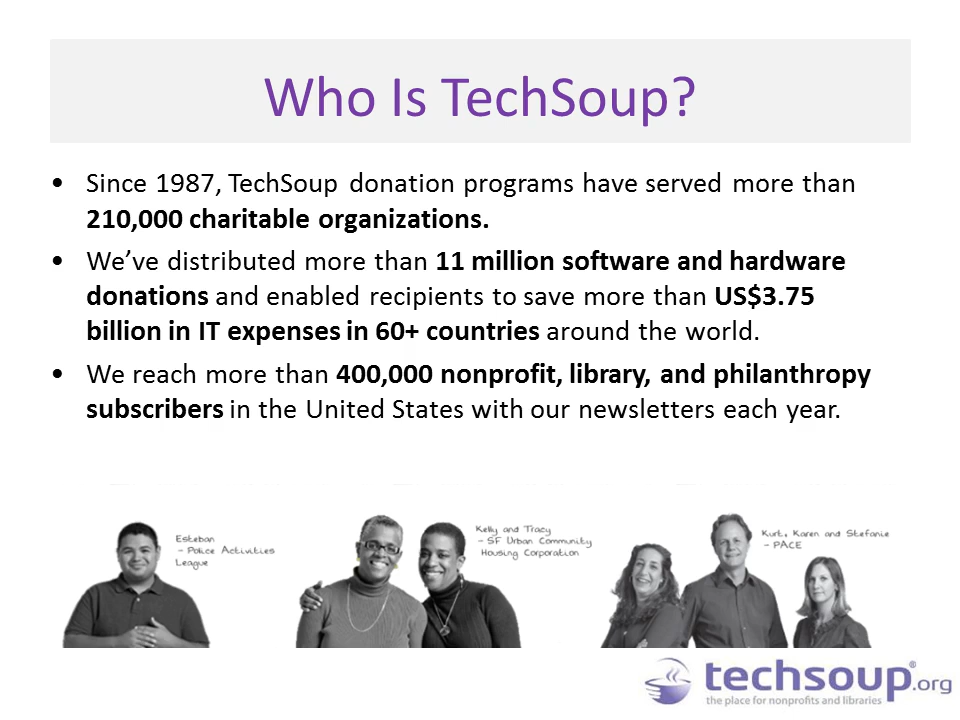 Who Is TechSoup?
• Since 1987, TechSoup donation programs have served more than
210,000 charitable organizations.
• We’ve distributed more than 11 million software and hardware
donations and enabled recipients to save more than US$3.75
billion in IT expenses in 60+ countries around the world.
• We reach more than 400,000 nonprofit, library, and philanthropy
subscribers in the United States with our newsletters each year.
Esteban
- Police Activities
League
Kelly and Tracy
- SF Urban Community
Housing Corporation
Kurt, Karen and Stefanie
- PACE
techsoup®.org
the place for nonprofits and libraries